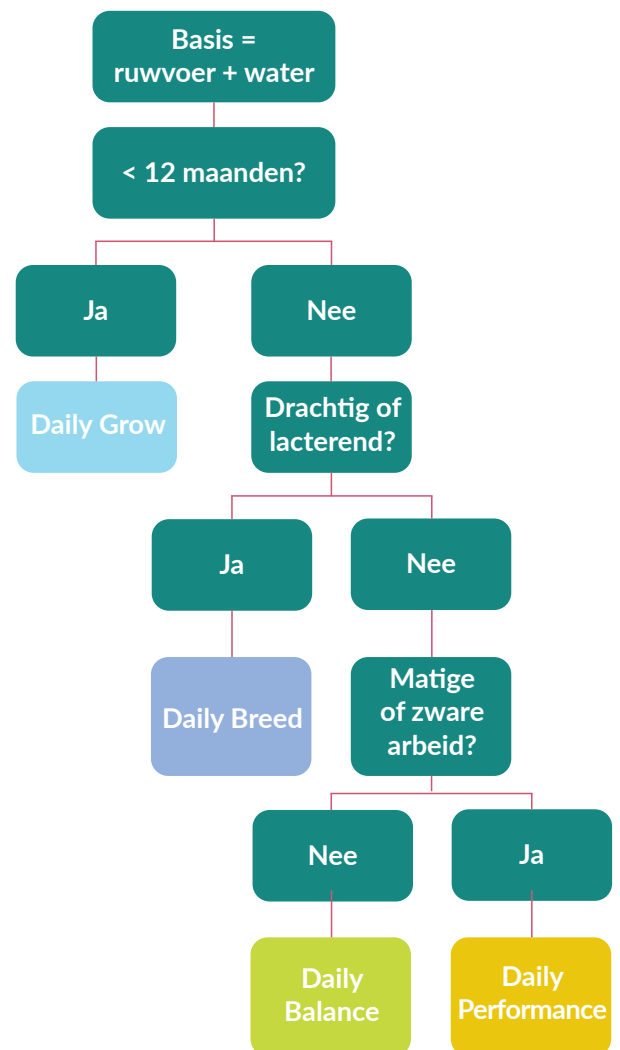 Basis =
ruwvoer + water
< 12 maanden?
Ja
Nee
Daily Grow
Drachtig of
lacterend?
Ja
Nee
Daily Breed
Matige
of zware
arbeid?
Nee
Ja
Daily
Balance
Daily
Performance